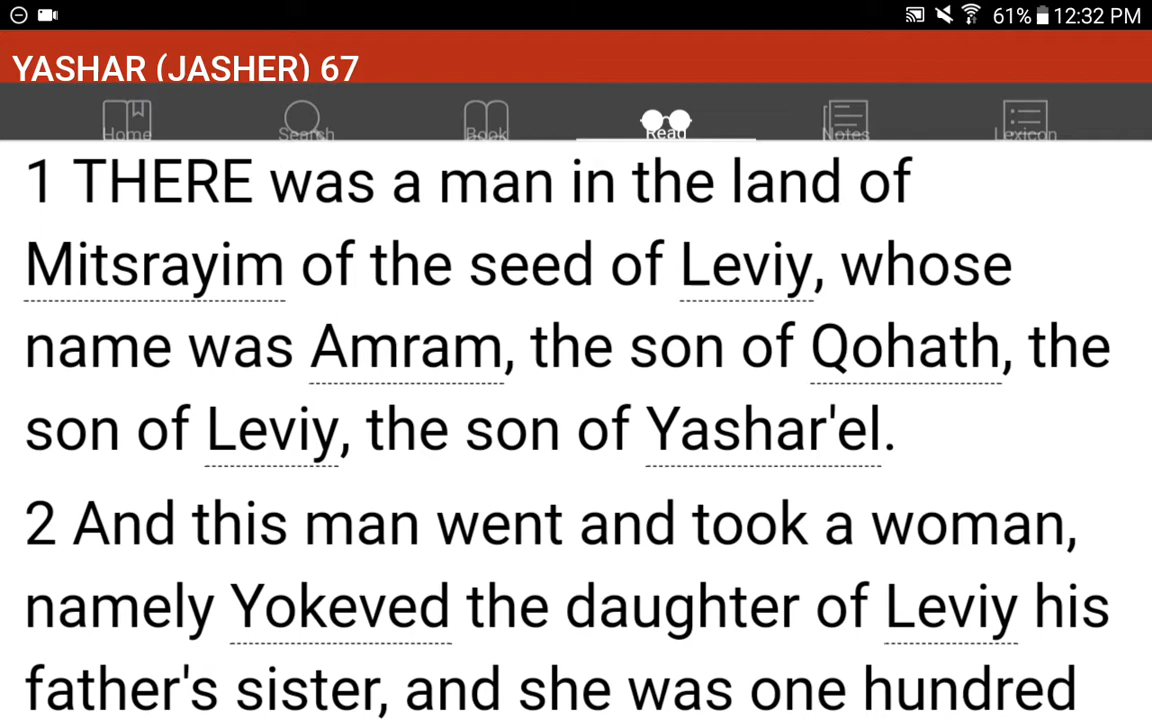 61% 12:32 PM
YASHAR (JASHER) 67
Home Search Book Read Notes Lexicon
1 THERE was a man in the land of
Mitsrayim of the seed of Leviy, whose
name was Amram, the son of Qohath, the
son of Leviy, the son of Yashar'el.
2 And this man went and took a woman,
namely Yokeved the daughter of Leviy his
father's sister, and she was one hundred